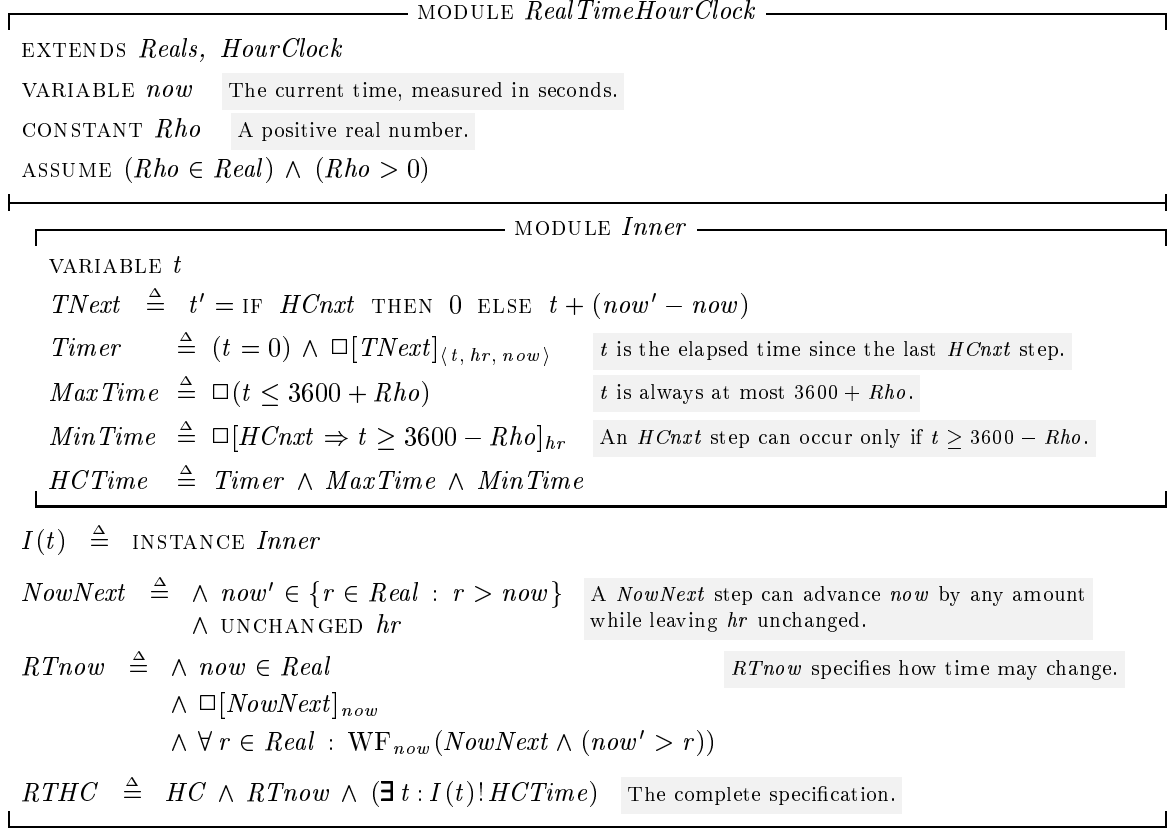 MODULE RealTimeHourClock
EXTENDS Reals, HourClock
VARIABLE now The current time, measured in seconds.
CONSTANT Rho A positive real number.
ASSUME (Rho ∈ Real) ∧ (Rho > 0)
MODULE Inner
VARIABLE t
TNext ≜ t′ = IF HCnxt THEN 0 ELSE t + (now′ − now)
Timer ≜ (t = 0) ∧ □[TNext]⟨t, hr, now⟩ t is the elapsed time since the last HCnxt step.
MaxTime ≜ □(t ≤ 3600 + Rho) t is always at most 3600 + Rho.
MinTime ≜ □[HCnxt ⇒ t ≥ 3600 − Rho]hr An HCnxt step can occur only if t ≥ 3600 − Rho.
HCTime ≜ Timer ∧ MaxTime ∧ MinTime
I(t) ≜ INSTANCE Inner
NowNext ≜ ∧ now′ ∈ {r ∈ Real : r > now} A NowNext step can advance now by any amount
∧ UNCHANGED hr while leaving hr unchanged.
RTnow ≜ ∧ now ∈ Real RTnow specifies how time may change.
∧ □[NowNext]now
∧ ∀ r ∈ Real : WFnow(NowNext ∧ (now′ > r))
RTHC ≜ HC ∧ RTnow ∧ (∃ t : I(t)!HCTime) The complete specification.